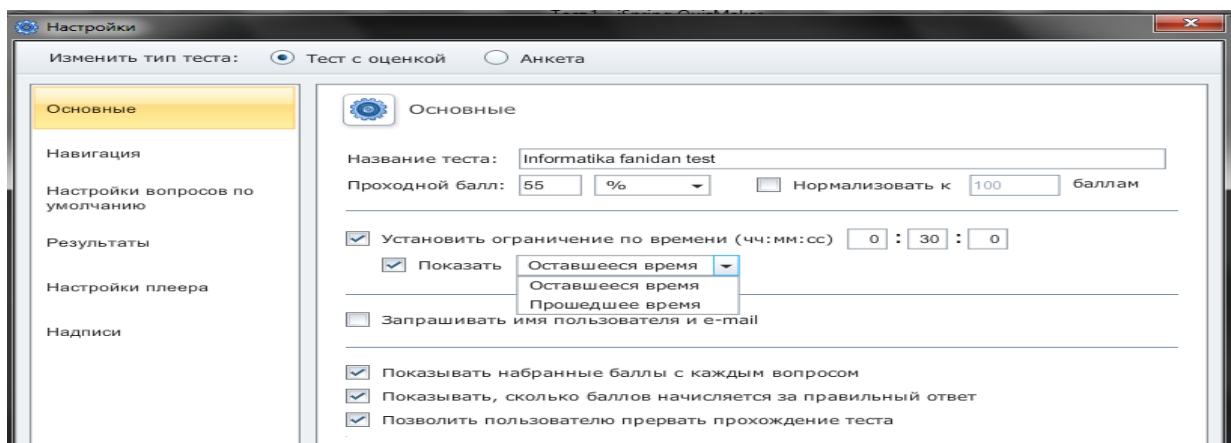 Тест1 - iSpring QuizMaker
Настройки
Изменить тип теста: Тест с оценкой Анкета
Основные
Навигация
Настройки вопросов по
умолчанию
Результаты
Настройки плеера
Надписи
Основные
Название теста: Informatika fanidan test
Проходной балл: 55 % Нормализовать к 100 баллам
Установить ограничение по времени (чч:мм:сс) 0 : 30 : 0
Показать Оставшееся время
Оставшееся время
Прошедшее время
Запрашивать имя пользователя и e-mail
Показывать набранные баллы с каждым вопросом
Показывать, сколько баллов начисляется за правильный ответ
Позволить пользователю прервать прохождение теста